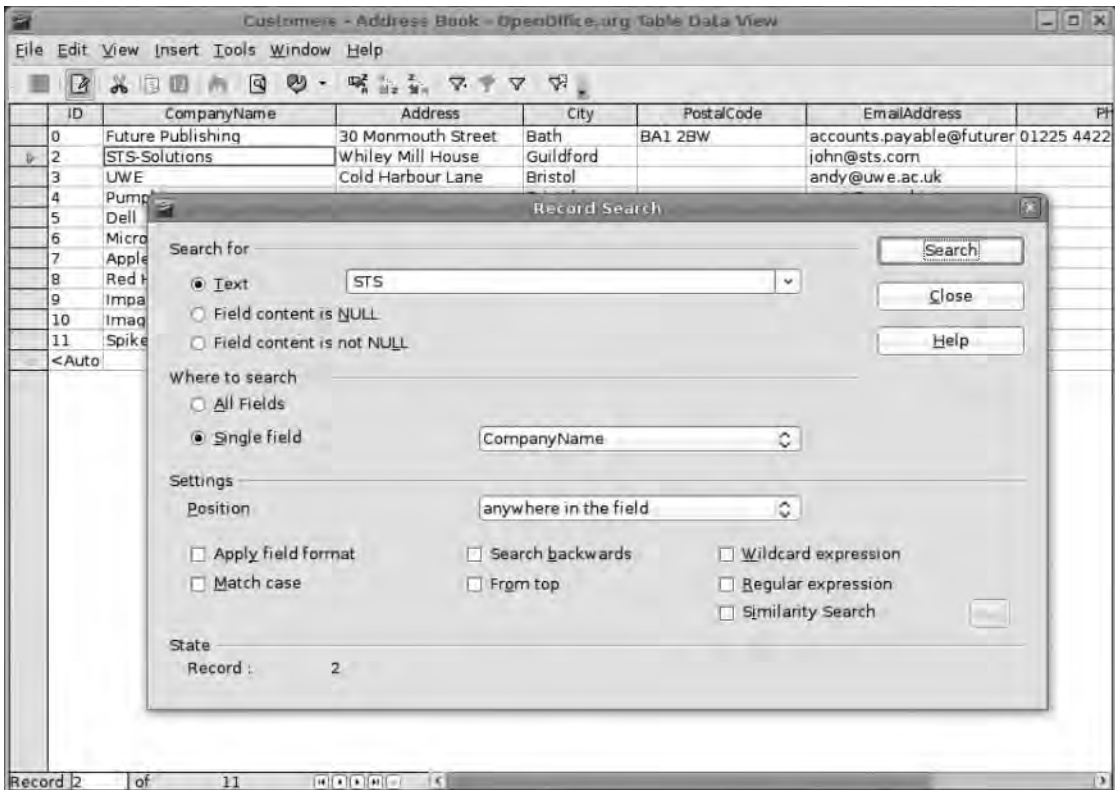 Customers - Address Book - OpenOffice.org Table Data View
File Edit View Insert Tools Window Help
ID CompanyName Address City PostalCode EmailAddress Ph
0 Future Publishing 30 Monmouth Street Bath BA1 2BW accounts.payable@futurer 01225 4422
2 STS-Solutions Whiley Mill House Guildford john@sts.com
3 UWE Cold Harbour Lane Bristol andy@uwe.ac.uk
4 Pump
5 Dell
6 Micro
7 Apple
8 Red H
9 Impa
10 Imag
11 Spike
<Auto
Record Search
Search for
Text STS
Field content is NULL
Field content is not NULL
Search
Close
Help
Where to search
All Fields
Single field CompanyName
Settings
Position anywhere in the field
Apply field format Search backwards Wildcard expression
Match case From top Regular expression
Similarity Search
State
Record : 2
Record 2 of 11